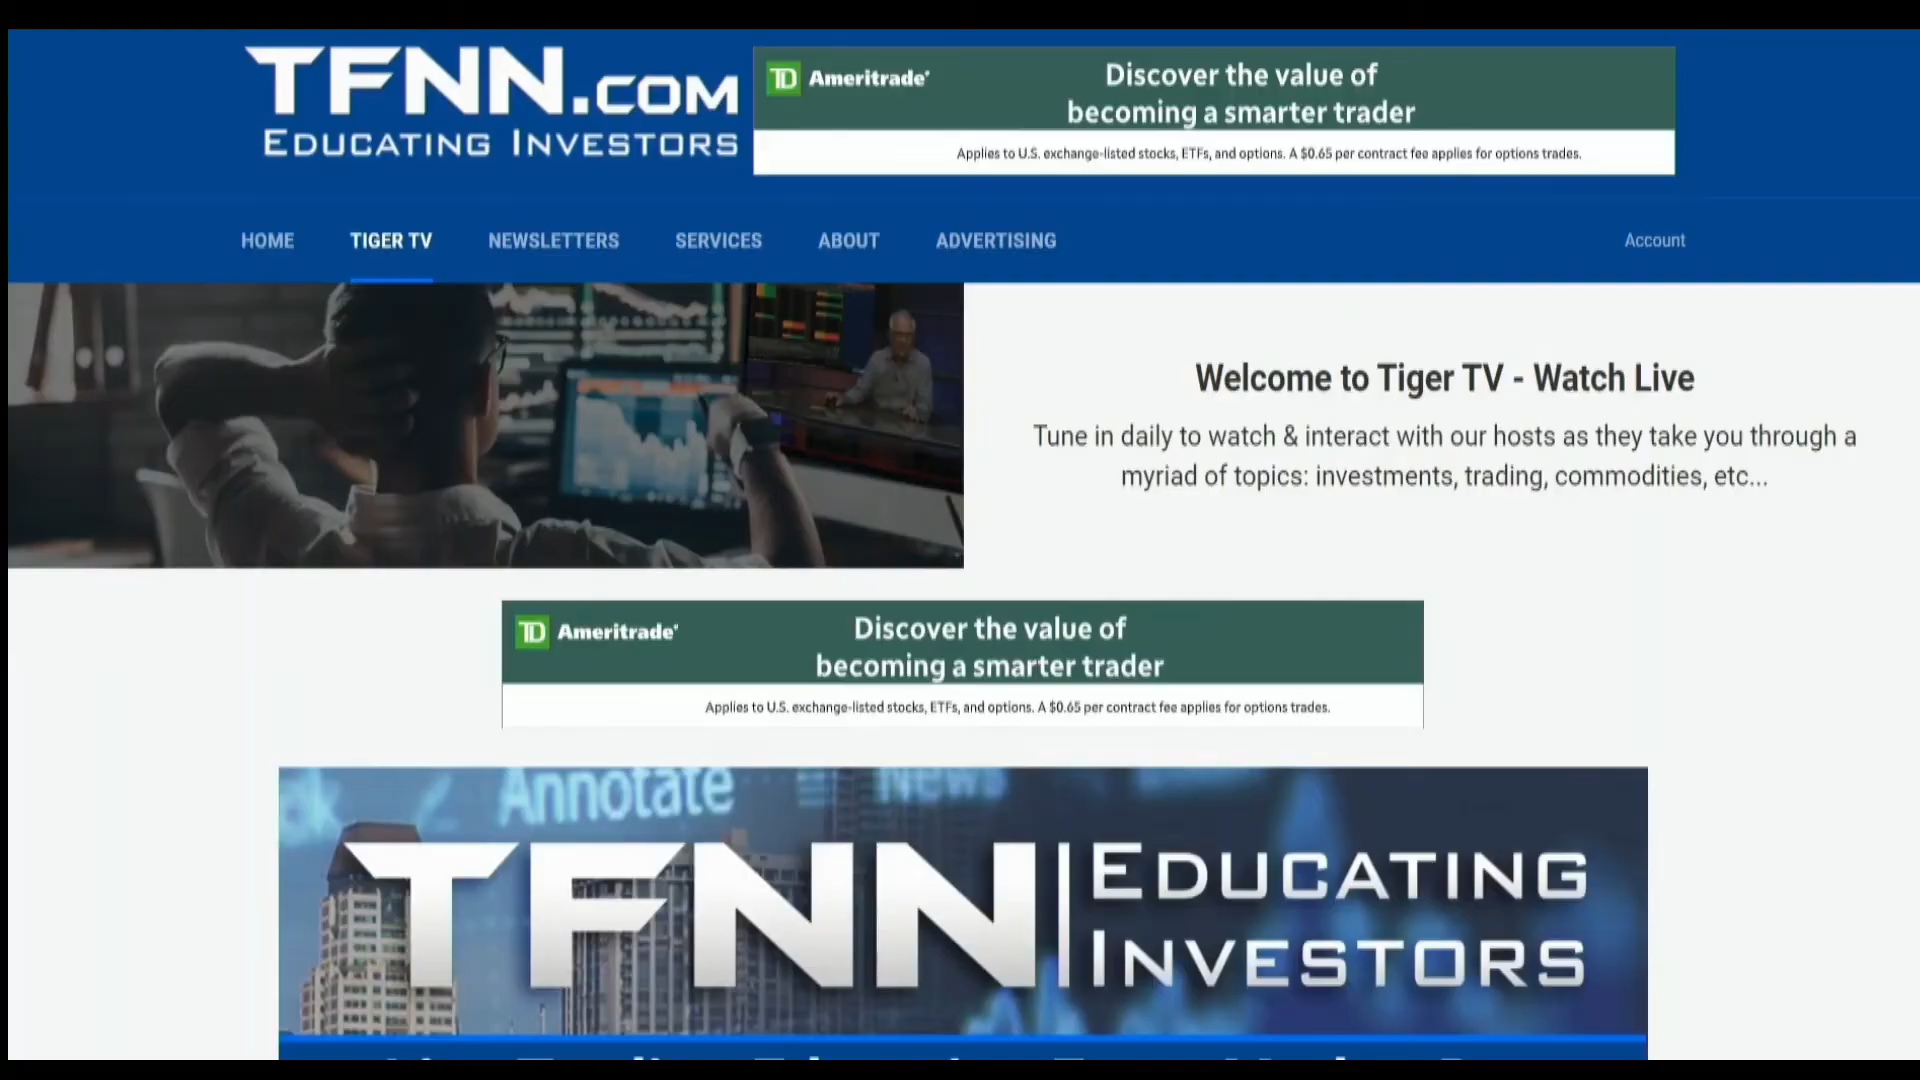 TFNN.COM
EDUCATING INVESTORS
TD Ameritrade
Discover the value of
becoming a smarter trader
Applies to U.S. exchange-listed stocks, ETFs, and options. A $0.65 per contract fee applies for options trades.
HOME TIGER TV NEWSLETTERS SERVICES ABOUT ADVERTISING Account
Welcome to Tiger TV - Watch Live
Tune in daily to watch & interact with our hosts as they take you through a
myriad of topics: investments, trading, commodities, etc...
TD Ameritrade
Discover the value of
becoming a smarter trader
Applies to U.S. exchange-listed stocks, ETFs, and options. A $0.65 per contract fee applies for options trades.
Annotate News
TFNN EDUCATING
INVESTORS